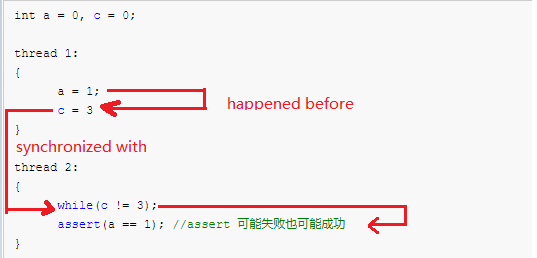 int a = 0, c = 0;
thread 1:
{
a = 1;
happened before
c = 3
}
synchronized with
thread 2:
{
while(c != 3);
assert(a == 1); //assert 可能失败也可能成功
}